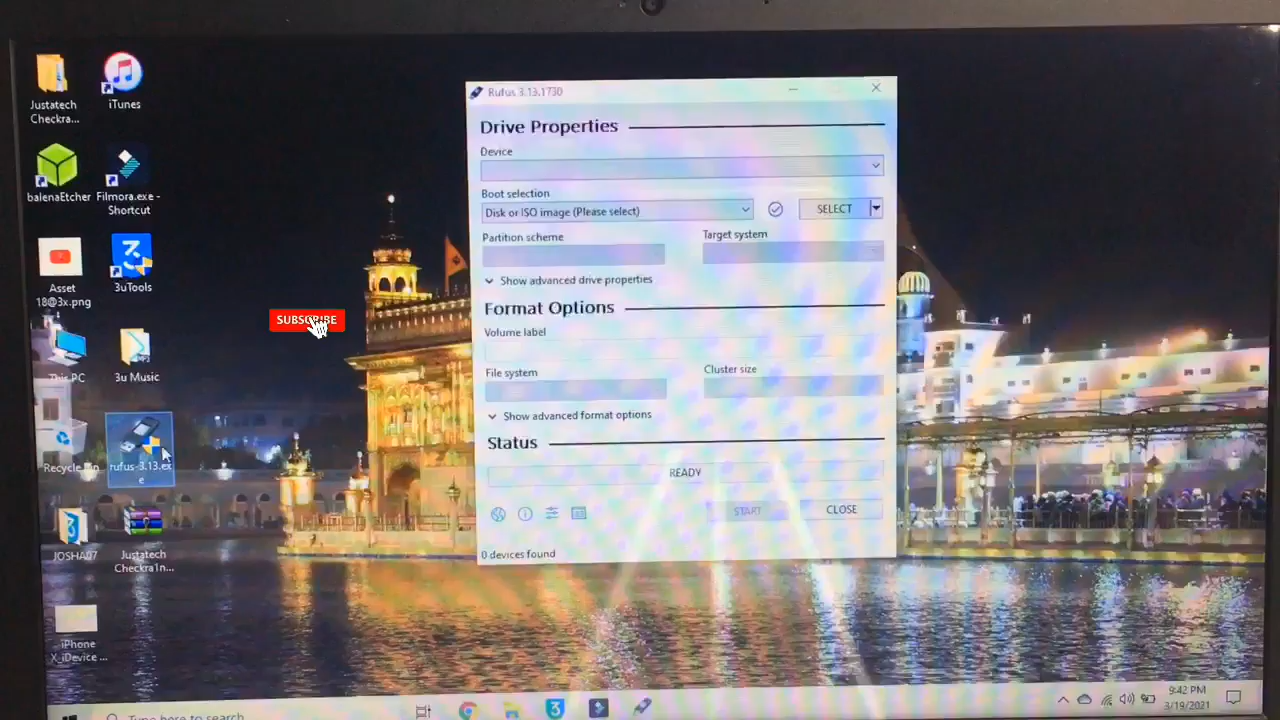 Justatech
Checkra...
iTunes
balenaEtcher
Filmora.exe -
Shortcut
Asset
18@3x.png
3uTools
This PC
3u Music
Recycle Bin
rufus-3.13.ex
e
JOSHA07
Justatech
Checkra1n...
iPhone
X_iDevice ...
SUBSCRIBE
Rufus 3.13.1730
Drive Properties
Device
Boot selection
Disk or ISO image (Please select)
SELECT
Partition scheme
Target system
Show advanced drive properties
Format Options
Volume label
File system
Cluster size
Show advanced format options
Status
READY
START
CLOSE
0 devices found
Type here to search
9:42 PM
3/19/2021